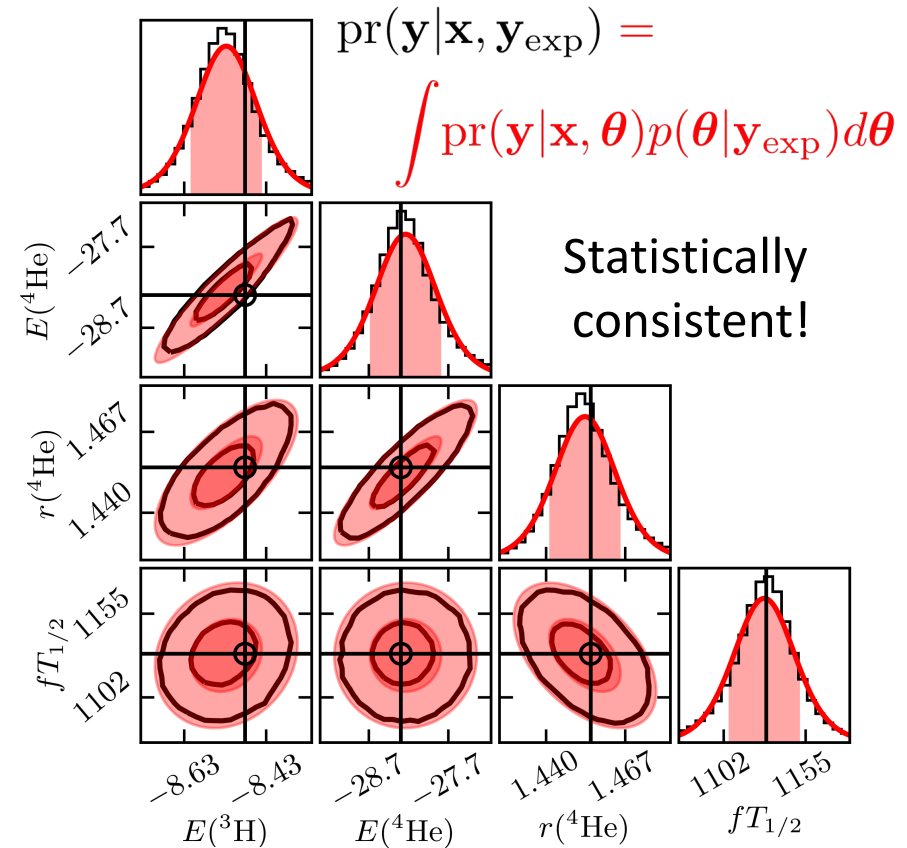 pr(y|x, y_exp) =
∫ pr(y|x, θ)p(θ|y_exp)dθ
Statistically
consistent!
E(⁴He)
−27.7
−28.7
r(⁴He)
1.467
1.440
fT_{1/2}
1155
1102
−8.63 −8.43 −28.7 −27.7 1.440 1.467 1102 1155
E(³H) E(⁴He) r(⁴He) fT_{1/2}